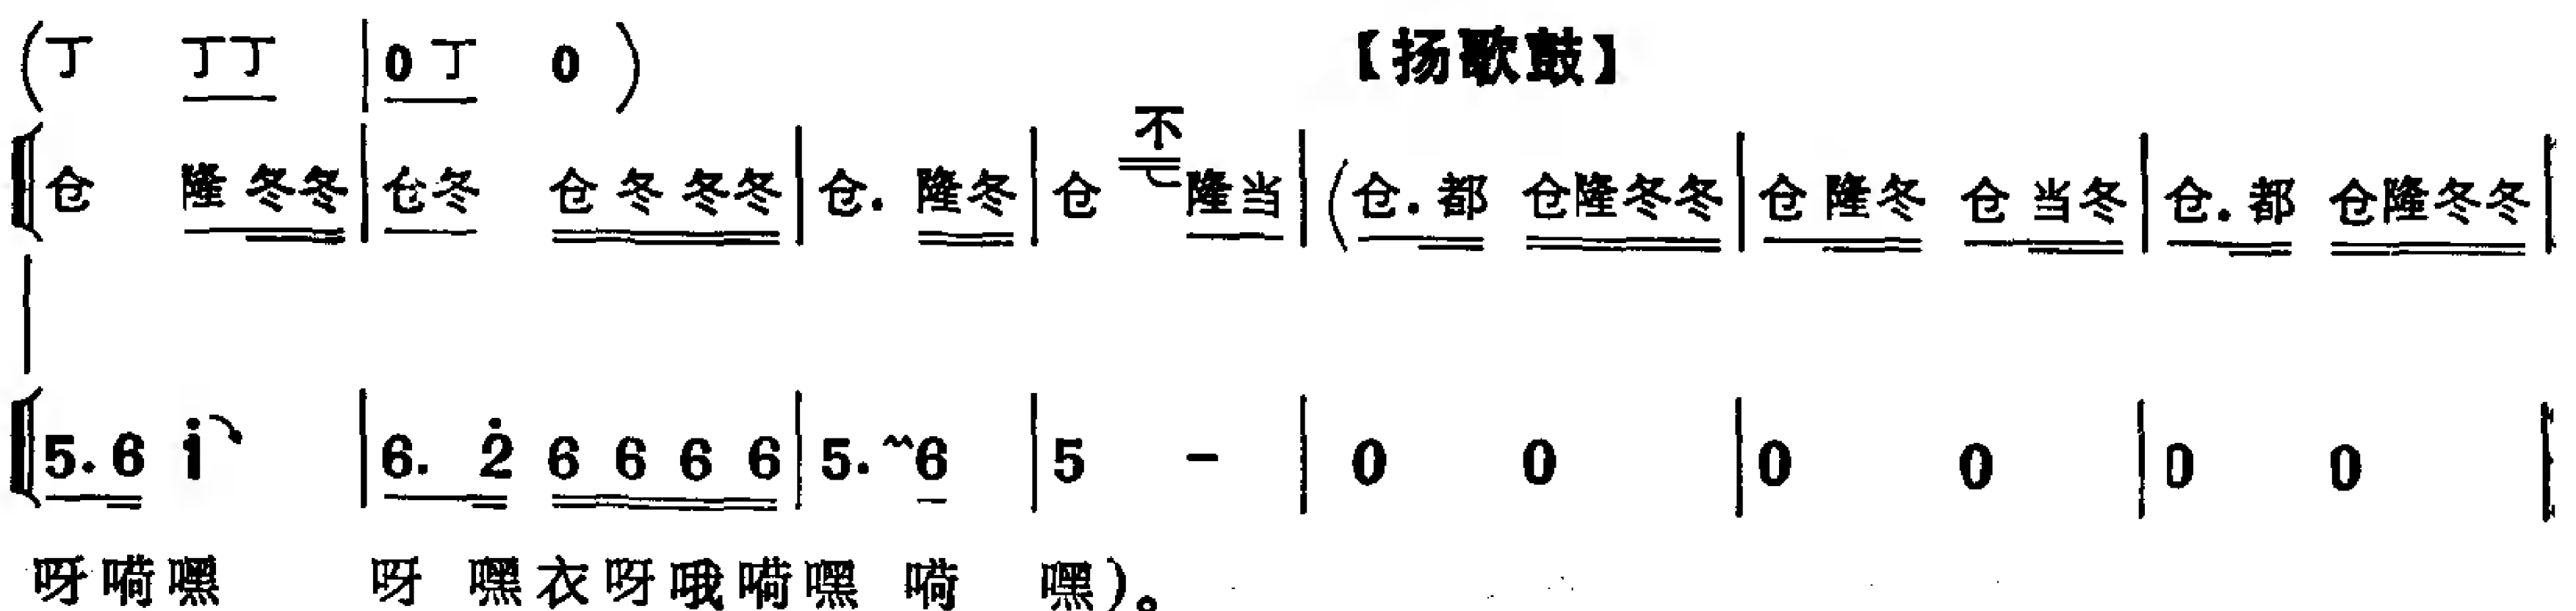 (丁 丁丁 | 0丁 0 ) 【扬歌鼓】
不
仓 隆冬冬 | 仓冬 仓冬冬冬 | 仓. 隆冬 | 仓 隆当 | (仓.都 仓隆冬冬 | 仓隆冬 仓当冬 | 仓.都 仓隆冬冬 |
5.6 i | 6. 2 6 6 6 6 | 5. 6 | 5 - | 0 0 | 0 0 | 0 0 |
呀嗬嘿 呀 嘿衣呀哦嗬嘿 嗬 嘿)。